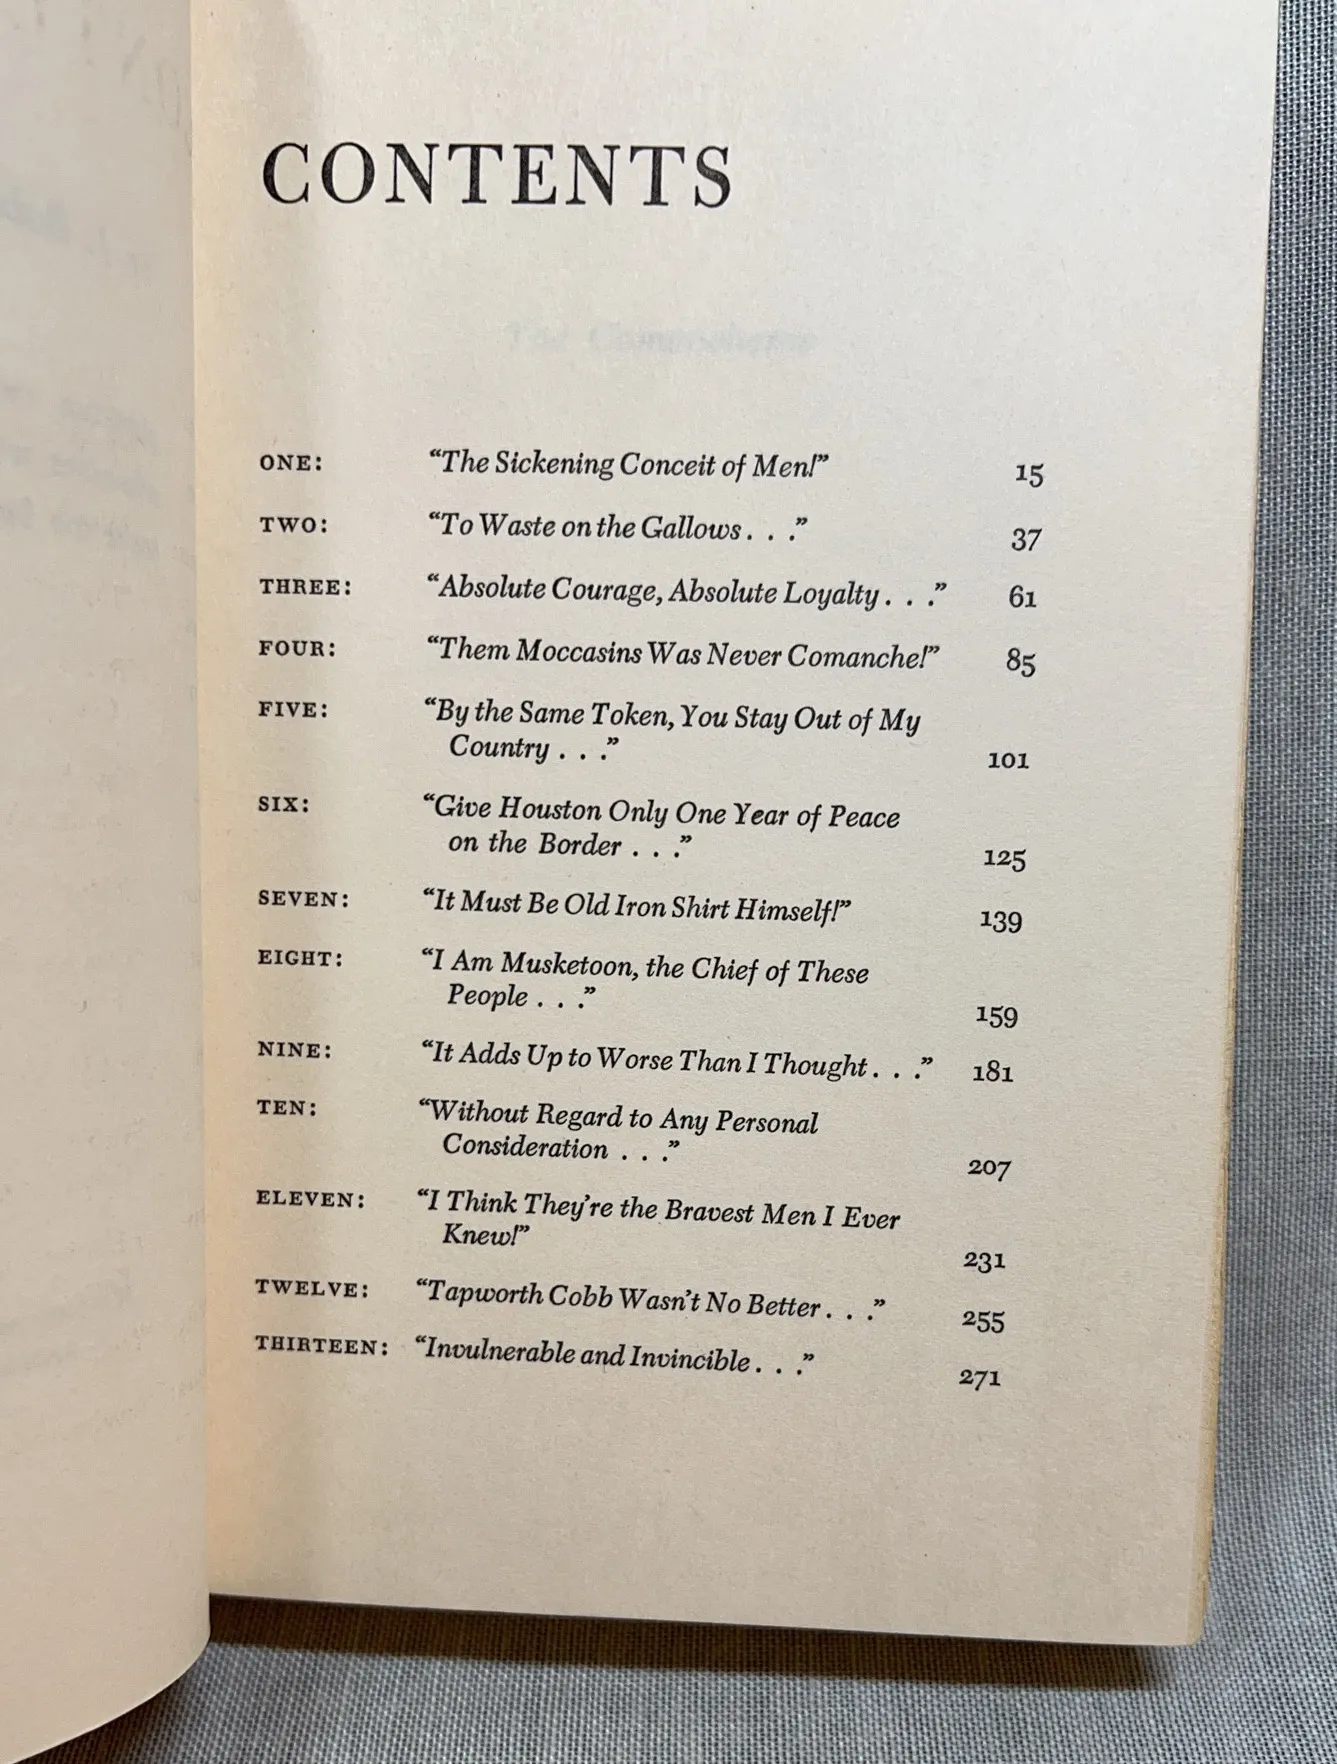 CONTENTS
ONE: “The Sickening Conceit of Men!” 15
TWO: “To Waste on the Gallows . . .” 37
THREE: “Absolute Courage, Absolute Loyalty . . .” 61
FOUR: “Them Moccasins Was Never Comanche!” 85
FIVE: “By the Same Token, You Stay Out of My
Country . . .” 101
SIX: “Give Houston Only One Year of Peace
on the Border . . .” 125
SEVEN: “It Must Be Old Iron Shirt Himself!” 139
EIGHT: “I Am Musketoon, the Chief of These
People . . .” 159
NINE: “It Adds Up to Worse Than I Thought . . .” 181
TEN: “Without Regard to Any Personal
Consideration . . .” 207
ELEVEN: “I Think They’re the Bravest Men I Ever
Knew!” 231
TWELVE: “Tapworth Cobb Wasn’t No Better . . .” 255
THIRTEEN: “Invulnerable and Invincible . . .” 271